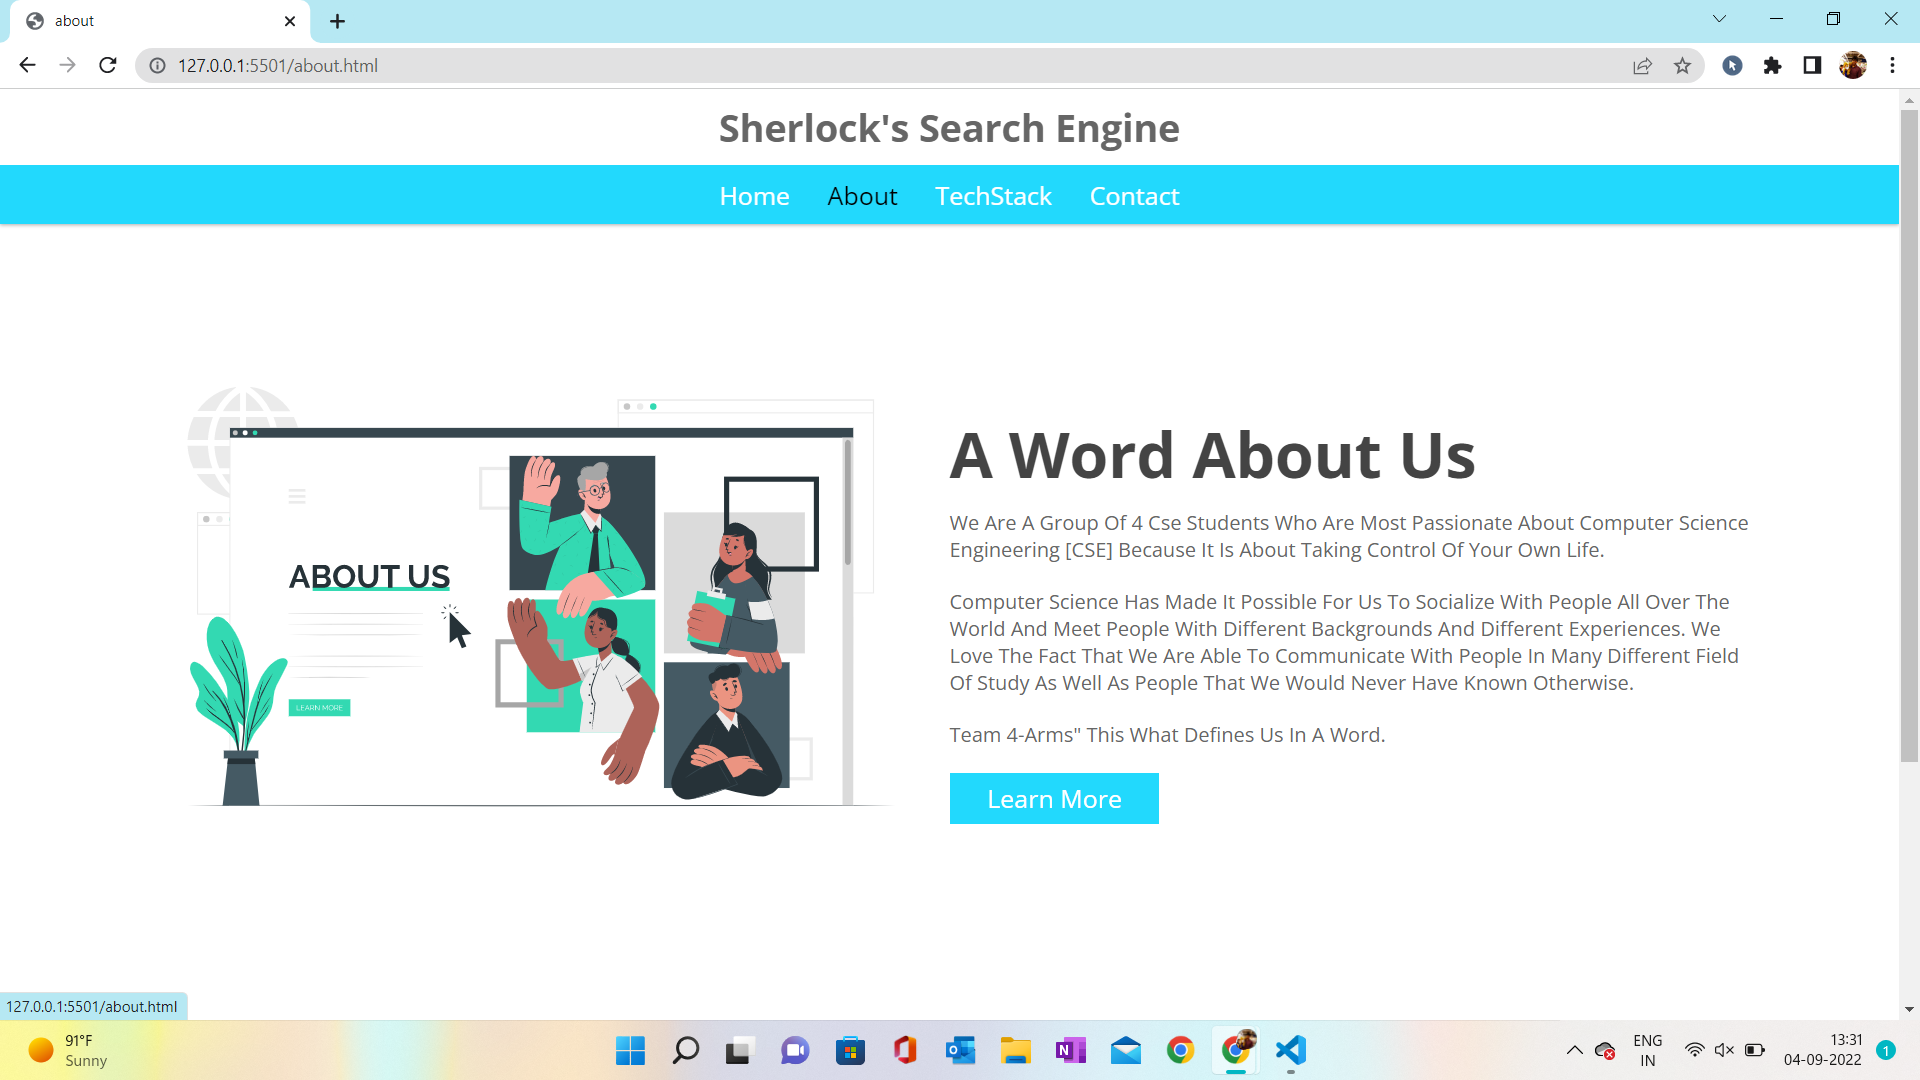 about
127.0.0.1:5501/about.html
Sherlock's Search Engine
Home About TechStack Contact
ABOUT US
LEARN MORE
A Word About Us
We Are A Group Of 4 Cse Students Who Are Most Passionate About Computer Science
Engineering [CSE] Because It Is About Taking Control Of Your Own Life.
Computer Science Has Made It Possible For Us To Socialize With People All Over The
World And Meet People With Different Backgrounds And Different Experiences. We
Love The Fact That We Are Able To Communicate With People In Many Different Field
Of Study As Well As People That We Would Never Have Known Otherwise.
Team 4-Arms" This What Defines Us In A Word.
Learn More
127.0.0.1:5501/about.html
91°F
Sunny
ENG
IN
13:31
04-09-2022
1